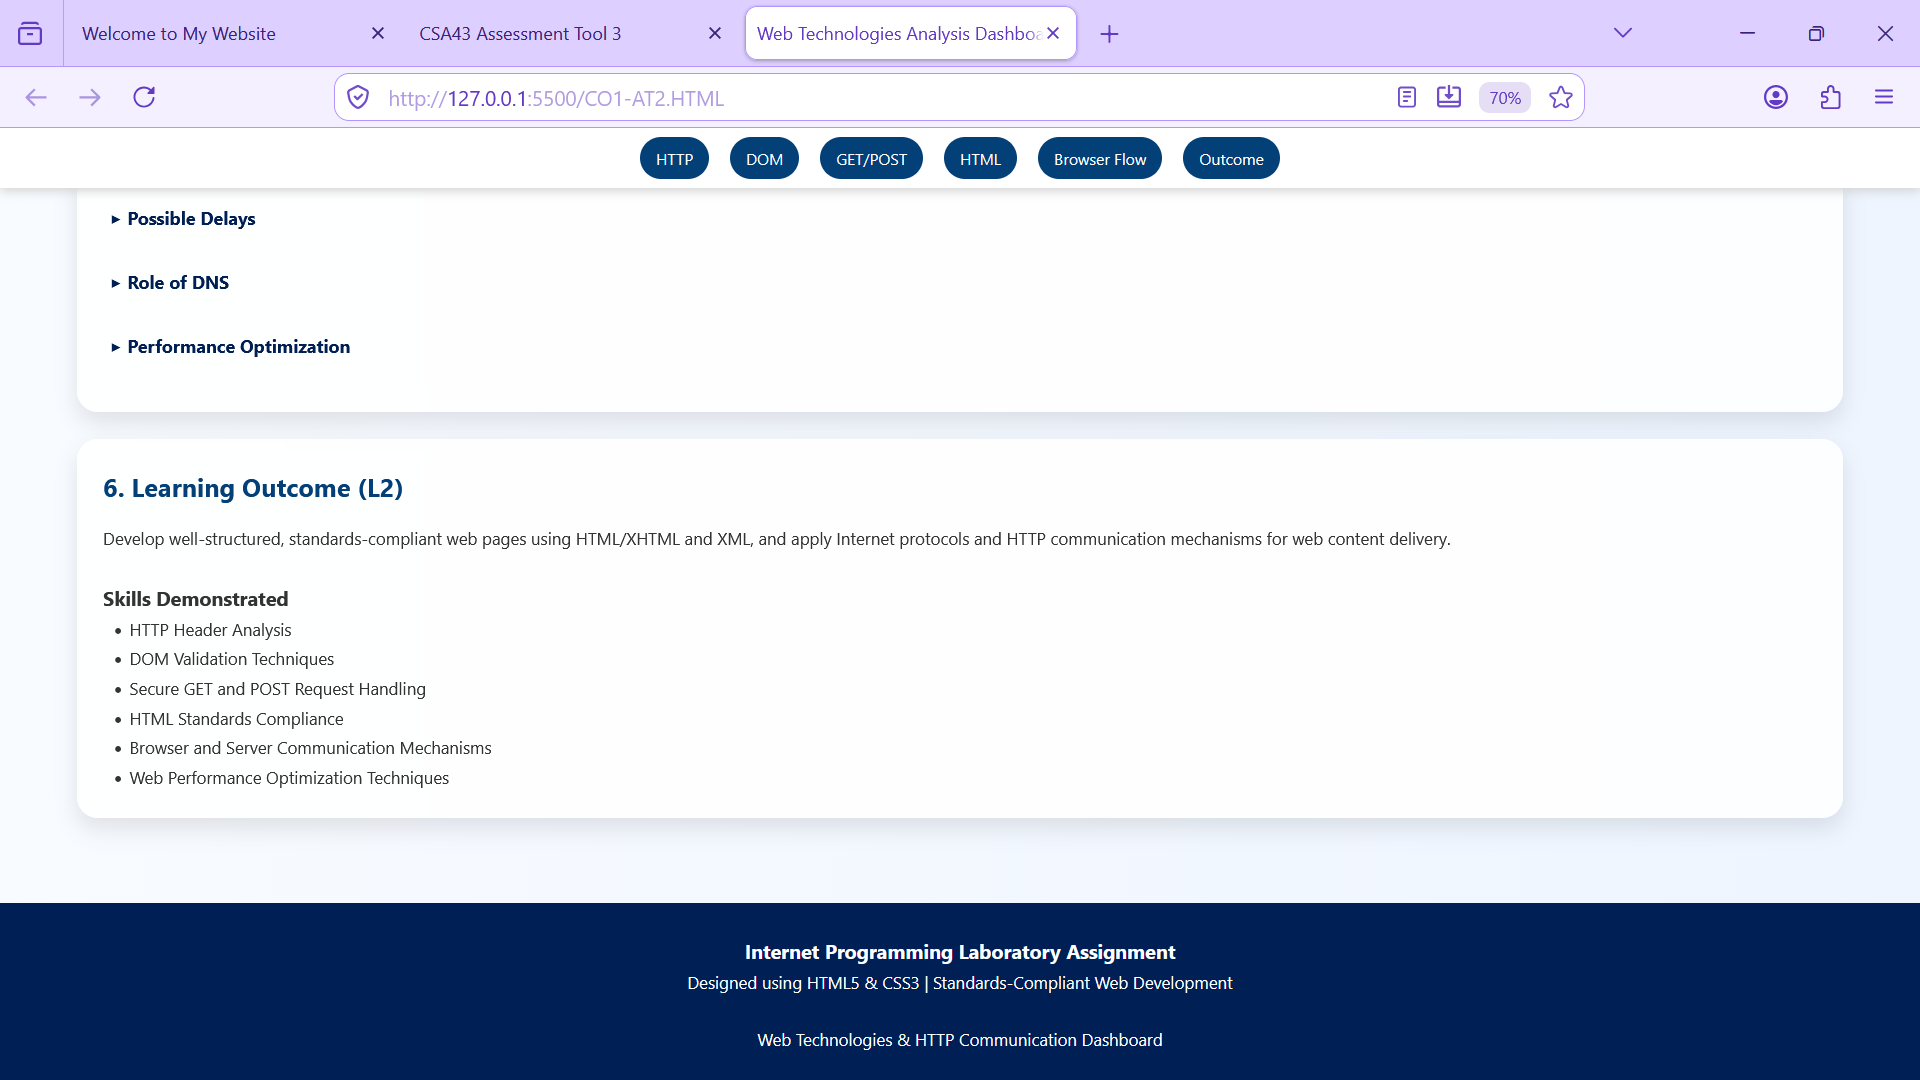 Welcome to My Website
CSA43 Assessment Tool 3
Web Technologies Analysis Dashboa
http://127.0.0.1:5500/CO1-AT2.HTML
70%
HTTP
DOM
GET/POST
HTML
Browser Flow
Outcome
Possible Delays
Role of DNS
Performance Optimization
6. Learning Outcome (L2)
Develop well-structured, standards-compliant web pages using HTML/XHTML and XML, and apply Internet protocols and HTTP communication mechanisms for web content delivery.
Skills Demonstrated
• HTTP Header Analysis
• DOM Validation Techniques
• Secure GET and POST Request Handling
• HTML Standards Compliance
• Browser and Server Communication Mechanisms
• Web Performance Optimization Techniques
Internet Programming Laboratory Assignment
Designed using HTML5 & CSS3 | Standards-Compliant Web Development
Web Technologies & HTTP Communication Dashboard